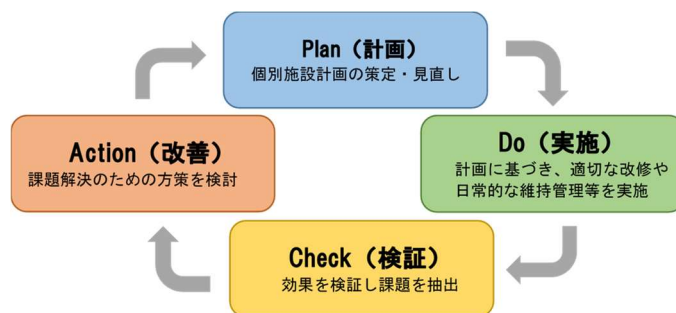 Plan（計画）
個別施設計画の策定・見直し
Do（実施）
計画に基づき、適切な改修や
日常的な維持管理等を実施
Check（検証）
効果を検証し課題を抽出
Action（改善）
課題解決のための方策を検討